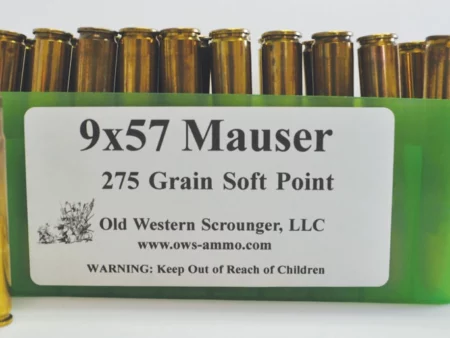 9x57 Mauser
275 Grain Soft Point
Old Western Scrounger, LLC
www.ows-ammo.com
WARNING: Keep Out of Reach of Children